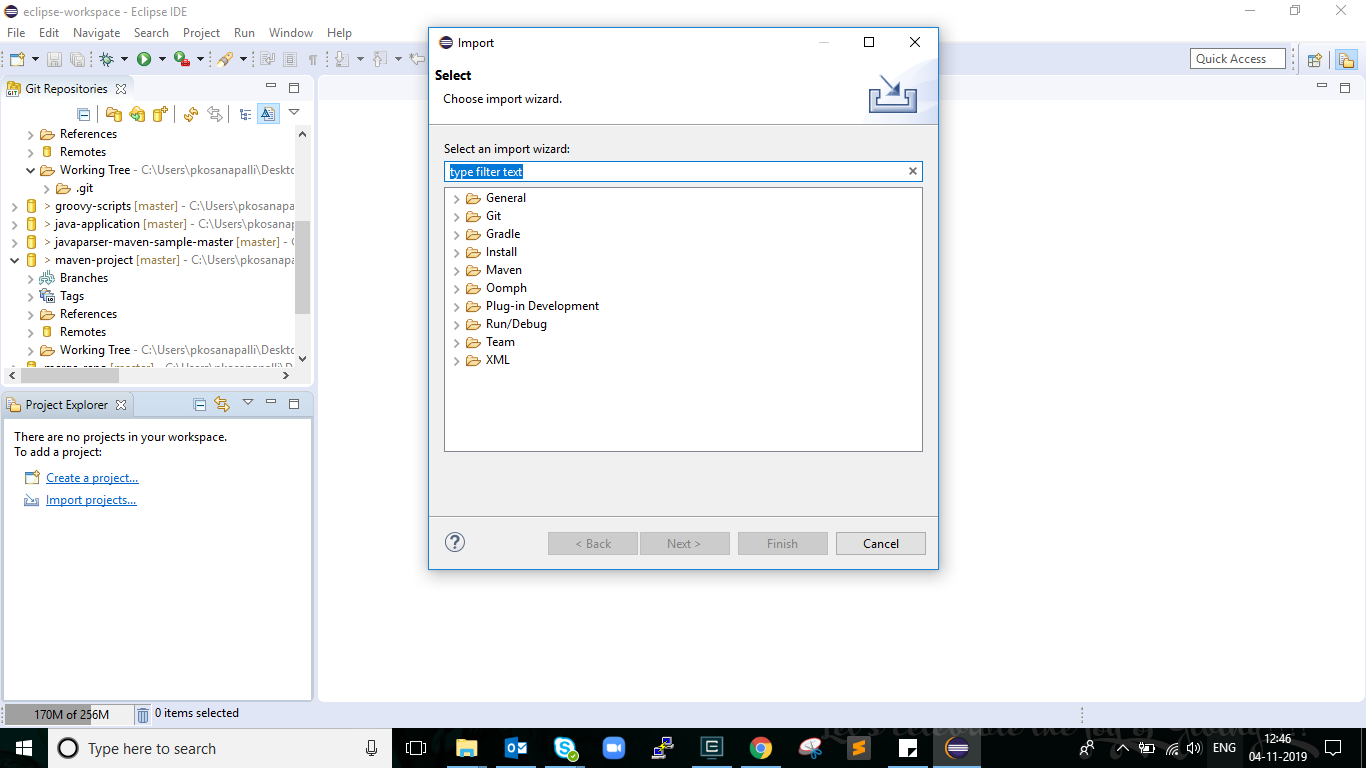 eclipse-workspace - Eclipse IDE
File Edit Navigate Search Project Run Window Help
Quick Access
Git Repositories
References
Remotes
Working Tree - C:\Users\pkosanapalli\Deskto
.git
> groovy-scripts [master] - C:\Users\pkosanapa
> java-application [master] - C:\Users\pkosanap
> javaparser-maven-sample-master [master] - C
> maven-project [master] - C:\Users\pkosanapa
Branches
Tags
References
Remotes
Working Tree - C:\Users\pkosanapalli\Deskto
Project Explorer
There are no projects in your workspace.
To add a project:
Create a project...
Import projects...
Import
Select
Choose import wizard.
Select an import wizard:
type filter text
General
Git
Gradle
Install
Maven
Oomph
Plug-in Development
Run/Debug
Team
XML
< Back Next > Finish Cancel
170M of 256M 0 items selected
Type here to search
ENG
12:46
04-11-2019